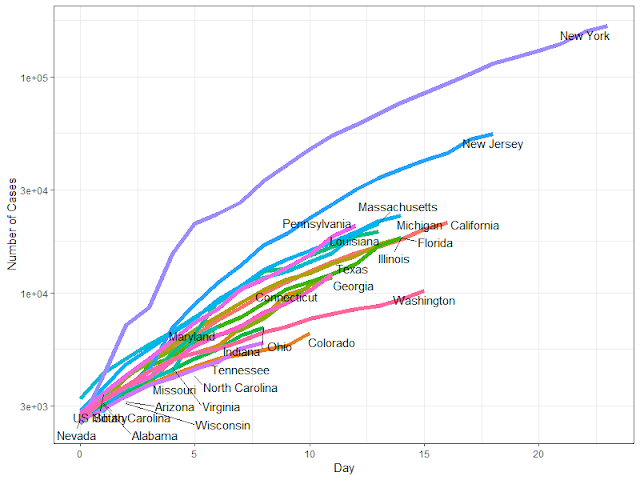 New York
1e+05
New Jersey
3e+04
Massachusetts
Pennsylvania
Michigan
California
Louisiana
Florida
Illinois
Texas
Georgia
1e+04
Connecticut
Washington
Maryland
Colorado
Ohio
Indiana
Tennessee
North Carolina
Missouri
3e+03
Arizona
Virginia
South Carolina
Wisconsin
Nevada
Alabama
0
5
10
15
20
Day
Number of Cases